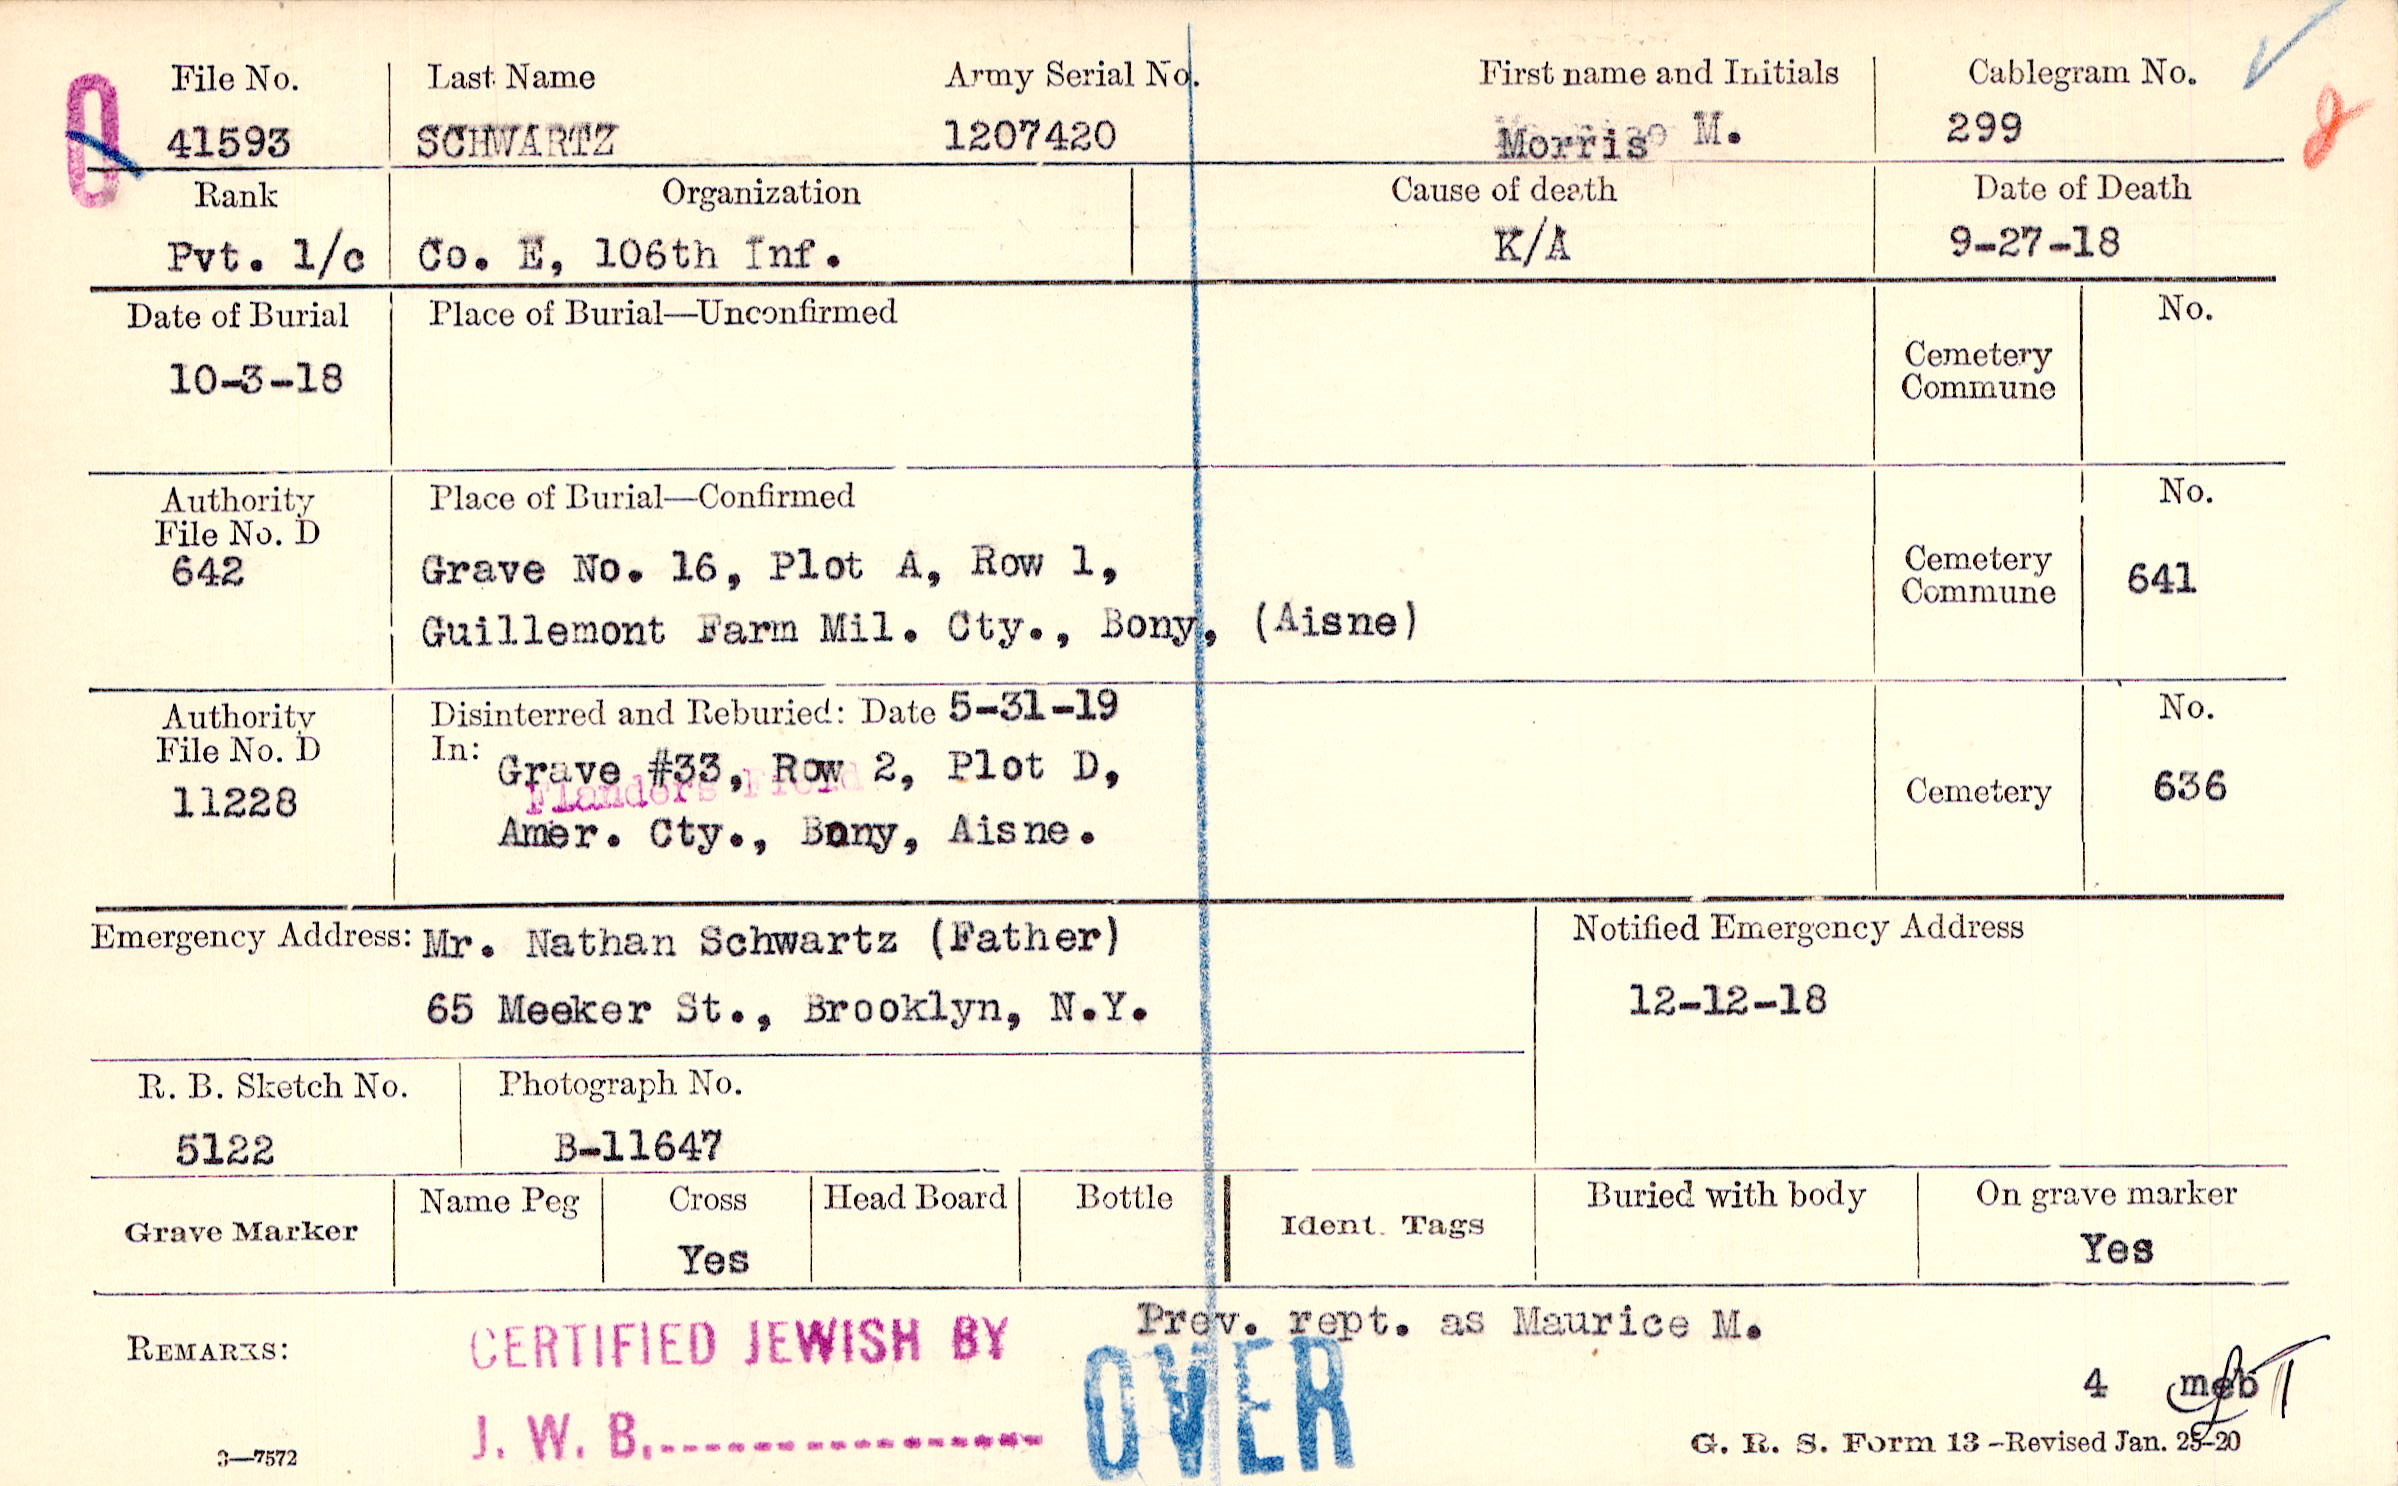 File No. Last Name Army Serial No. First name and Initials Cablegram No.
41593 SCHWARTZ 1207420 Morris M. 299
Rank Organization Cause of death Date of Death
Pvt. 1/c Co. E, 106th Inf. K/A 9-27-18
Date of Burial Place of Burial—Unconfirmed No.
10-3-18 Cemetery
Commune
Authority Place of Burial—Confirmed No.
File No. D
642 Grave No. 16, Plot A, Row 1, Cemetery
Commune 641
Guillemont Farm Mil. Cty., Bony, (Aisne)
Authority Disinterred and Reburied: Date 5-31-19 No.
File No. D In: Grave #33, Row 2, Plot D,
Flanders Field
11228 Cemetery 636
Amer. Cty., Bony, Aisne.
Emergency Address: Mr. Nathan Schwartz (Father) Notified Emergency Address
65 Meeker St., Brooklyn, N.Y. 12-12-18
R. B. Sketch No. Photograph No.
5122 B-11647
Grave Marker Name Peg Cross Head Board Bottle Ident. Tags Buried with body On grave marker
Yes Yes
REMARKS: CERTIFIED JEWISH BY Prev. rept. as Maurice M.
OVER
4 meb
J. W. B.
3—7572 G. R. S. Form 13—Revised Jan. 25-20